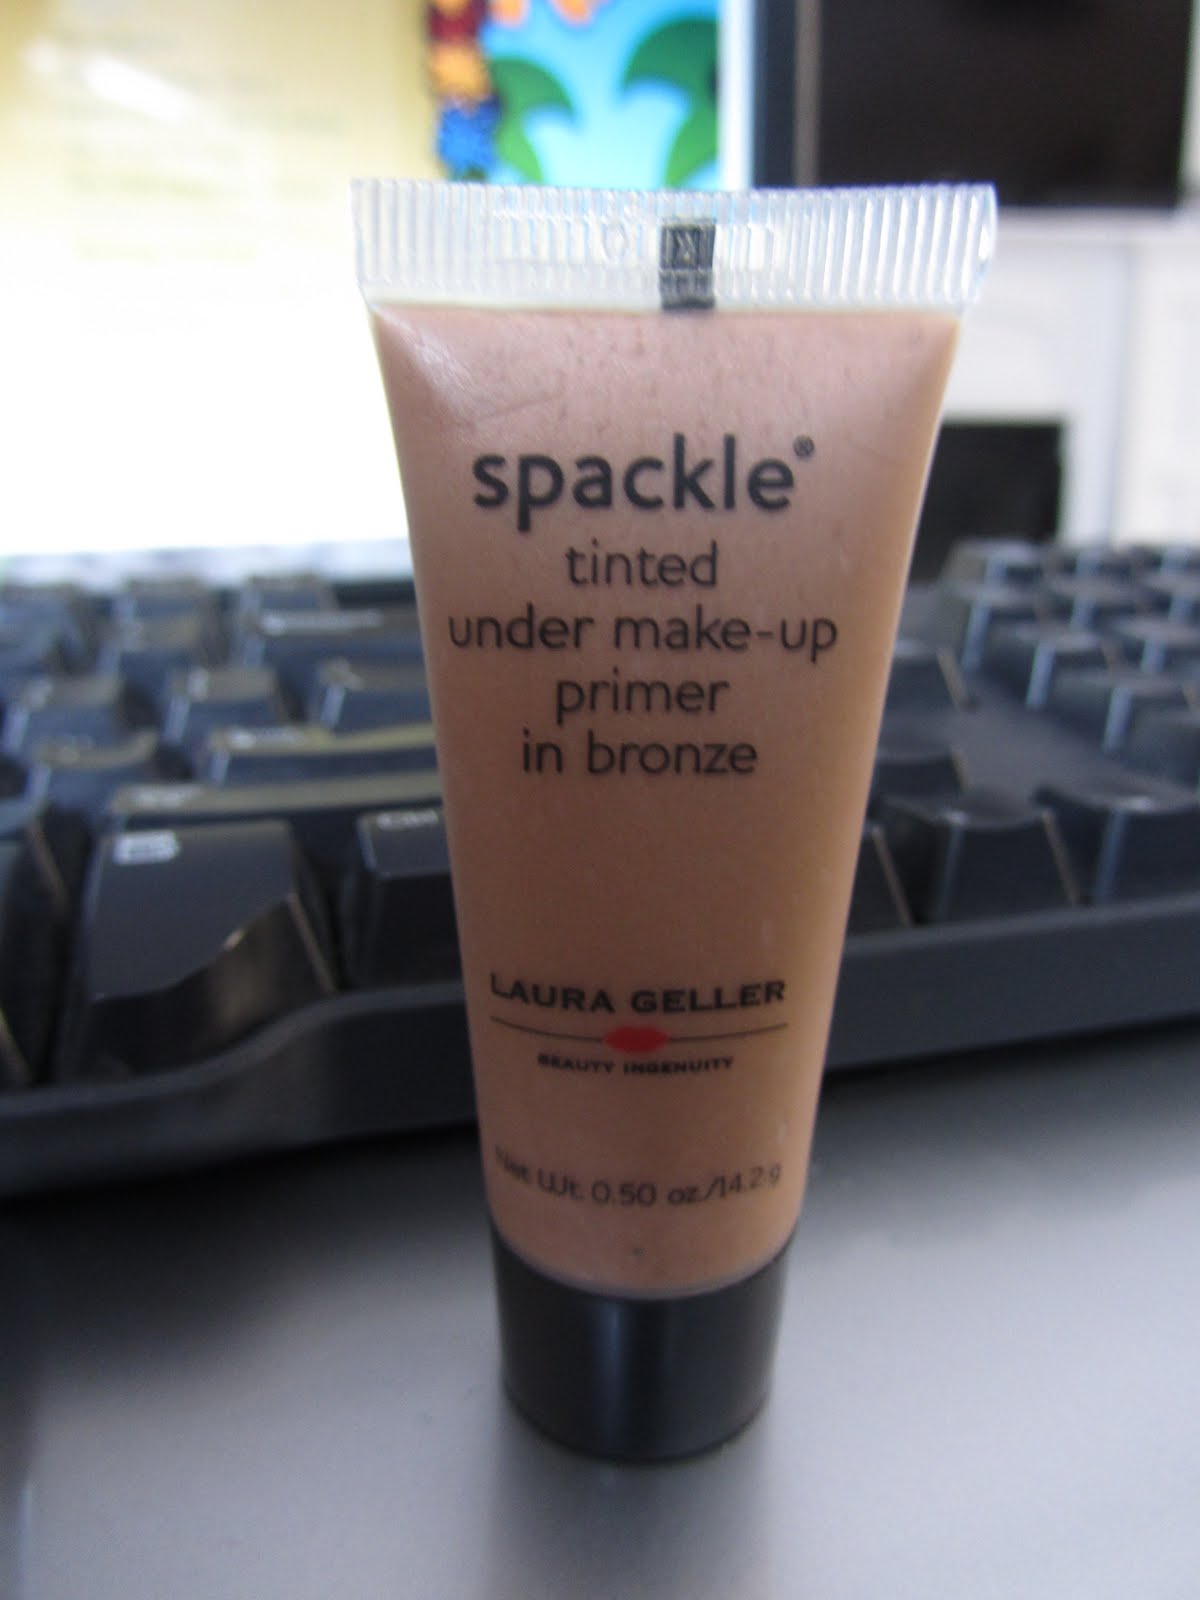 spackle®
tinted
under make-up
primer
in bronze
LAURA GELLER
BEAUTY INGENUITY
Net Wt. 0.50 oz./14.2 g
Ctrl